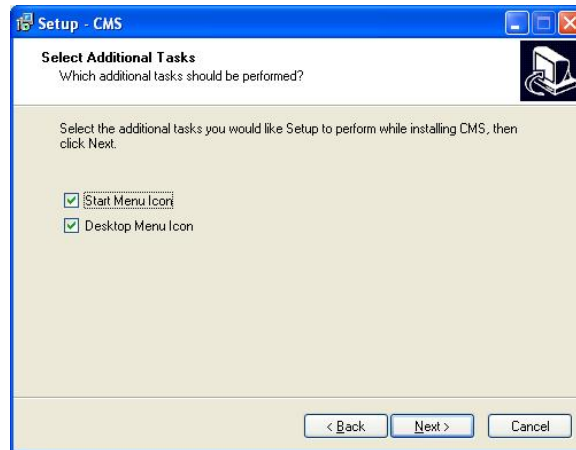 Setup - CMS
Select Additional Tasks
Which additional tasks should be performed?
Select the additional tasks you would like Setup to perform while installing CMS, then
click Next.
Start Menu Icon
Desktop Menu Icon
< Back
Next >
Cancel